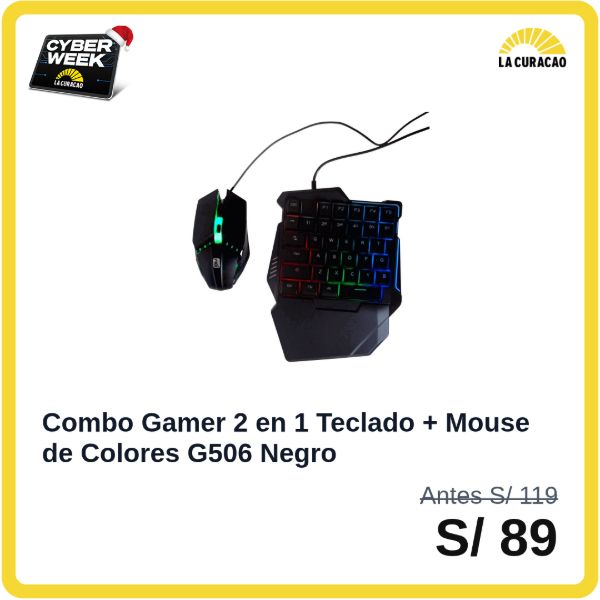 CYBER
WEEK
LA CURACAO
LA CURACAO
Combo Gamer 2 en 1 Teclado + Mouse
de Colores G506 Negro
Antes S/ 119
S/ 89